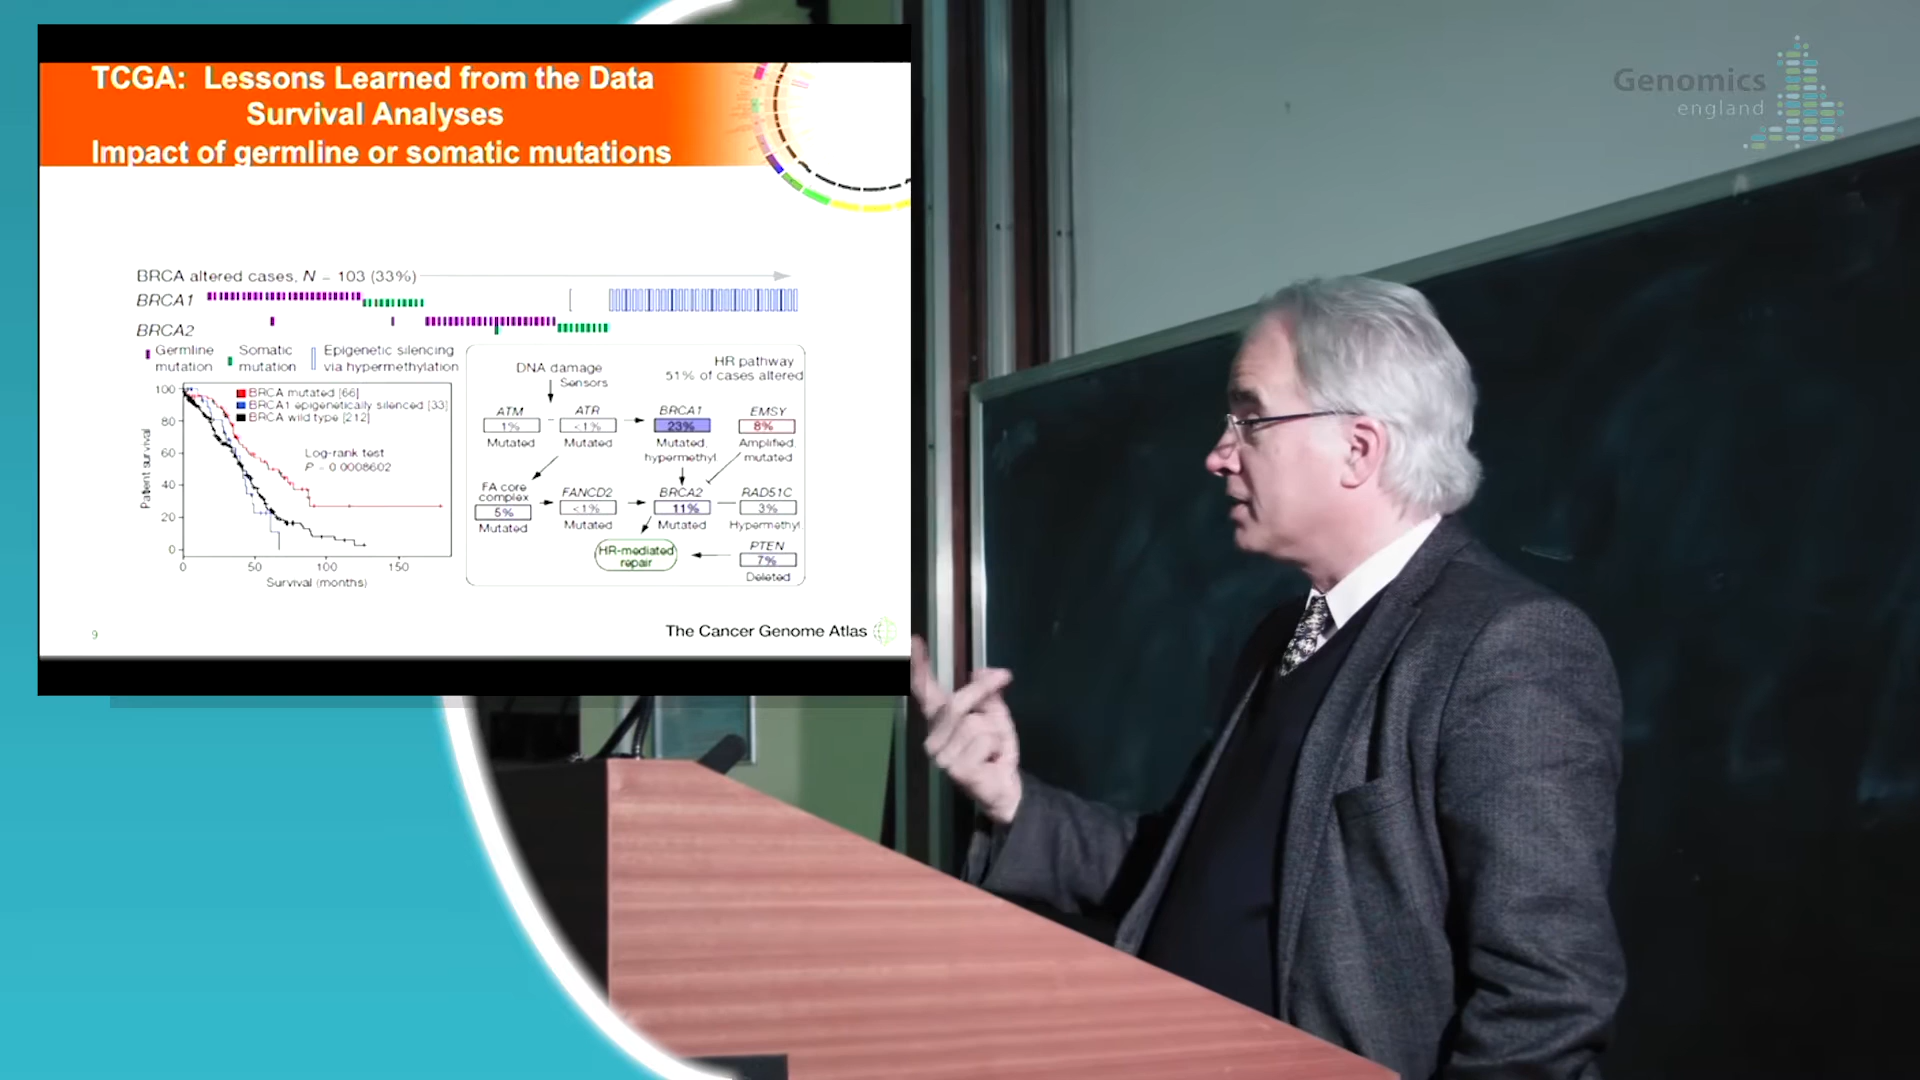 TCGA: Lessons Learned from the Data
Survival Analyses
Impact of germline or somatic mutations
Genomics
england
BRCA altered cases, N – 103 (33%)
BRCA1
BRCA2
Germline mutation
Somatic mutation
Epigenetic silencing via hypermethylation
100
80
60
40
20
0
Patient survival
BRCA mutated [66]
BRCA1 epigenetically silenced [33]
BRCA wild type [212]
Log-rank test
P – 0.0008602
0 50 100 150
Survival (months)
DNA damage
Sensors
HR pathway
51% of cases altered
ATM
1%
Mutated
ATR
<1%
Mutated
BRCA1
23%
Mutated,
hypermethyl
EMSY
8%
Amplified,
mutated
FA core
complex
5%
Mutated
FANCD2
<1%
Mutated
BRCA2
11%
Mutated
RAD51C
3%
Hypermethyl.
HR-mediated
repair
PTEN
7%
Deleted
9
The Cancer Genome Atlas